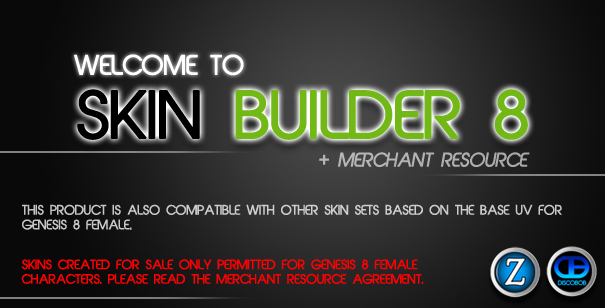 WELCOME TO
SKIN BUILDER 8
+ MERCHANT RESOURCE
THIS PRODUCT IS ALSO COMPATIBLE WITH OTHER SKIN SETS BASED ON THE BASE UV FOR
GENESIS 8 FEMALE.
SKINS CREATED FOR SALE ONLY PERMITTED FOR GENESIS 8 FEMALE
CHARACTERS. PLEASE READ THE MERCHANT RESOURCE AGREEMENT.
Z
DISCOBOB